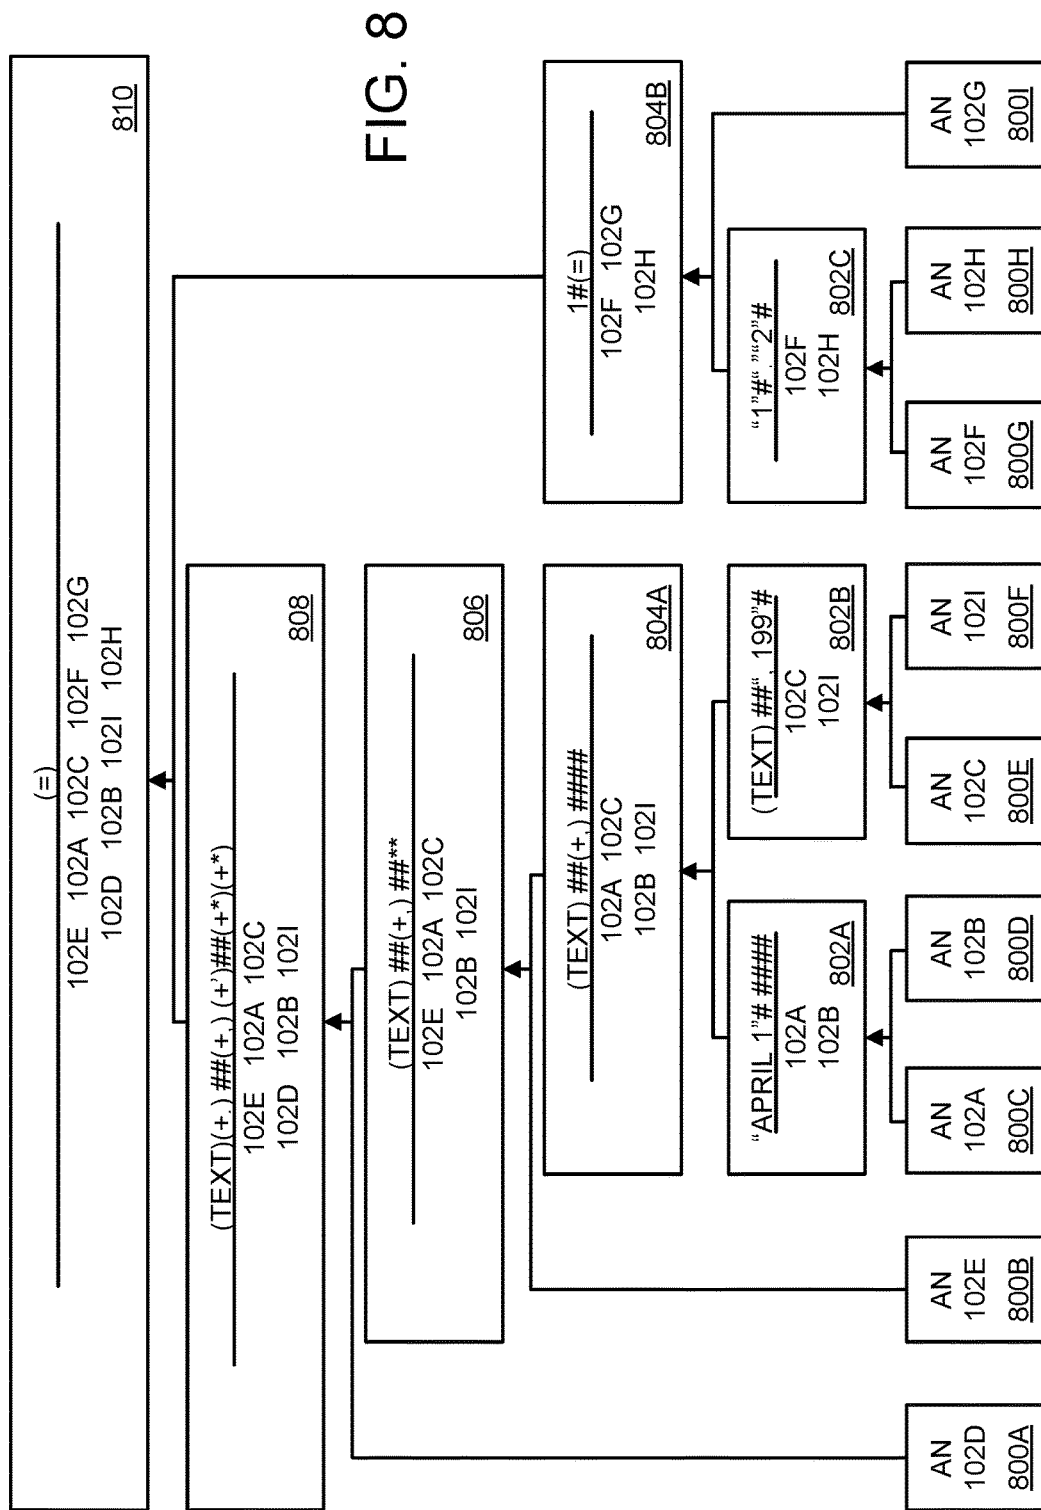 FIG. 8
(=)
102E 102A 102C 102F 102G
102D 102B 102I 102H
810
(TEXT)(+.) ##(+,) (+')##(+*)(+*)
102E 102A 102C
102D 102B 102I
808
(TEXT) ##(+,) ##**
102E 102A 102C
102B 102I
806
(TEXT) ##(+,) ####
102A 102C
102B 102I
804A
1#(=)
102F 102G
102H
804B
“APRIL 1”# ####
102A
102B
802A
(TEXT) ##“, 199”#
102C
102I
802B
“1”#“.”“2”#
102F
102H
802C
AN
102D
800A
AN
102E
800B
AN
102A
800C
AN
102B
800D
AN
102C
800E
AN
102I
800F
AN
102F
800G
AN
102H
800H
AN
102G
800I